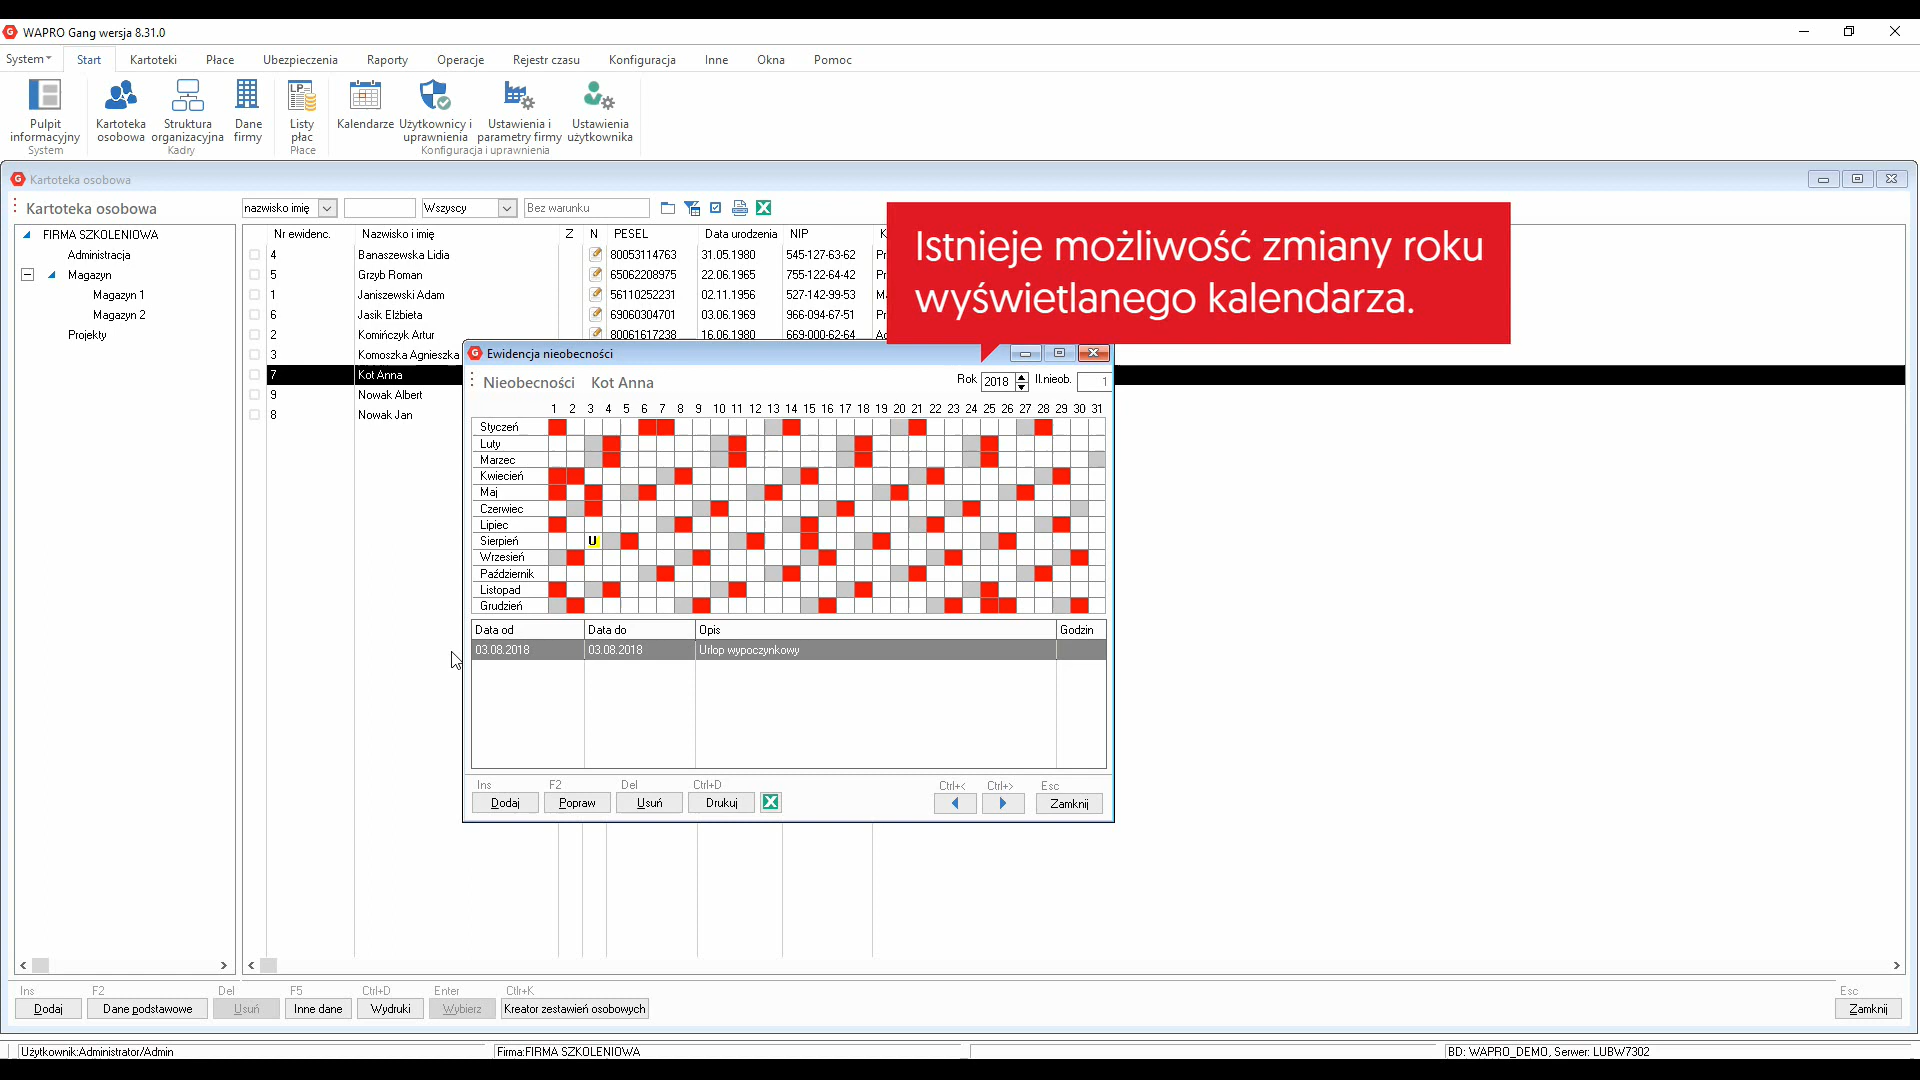 WAPRO Gang wersja 8.31.0
System Start Kartoteki Płace Ubezpieczenia Raporty Operacje Rejestr czasu Konfiguracja Inne Okna Pomoc
Pulpit informacyjny
Kartoteka osobowa
Struktura organizacyjna
Dane firmy
Listy płac
Kalendarze
Użytkownicy i uprawnienia
Ustawienia i parametry firmy
Ustawienia użytkownika
System Kadry Płace Konfiguracja i uprawnienia
Kartoteka osobowa
Kartoteka osobowa nazwisko imię Wszyscy Bez warunku
FIRMA SZKOLENIOWA
Administracja
Magazyn
Magazyn 1
Magazyn 2
Projekty
Nr ewidenc. Nazwisko i imię Z N PESEL Data urodzenia NIP K
4 Banaszewska Lidia 80053114763 31.05.1980 545-127-63-62 Pr
5 Grzyb Roman 65062208975 22.06.1965 755-122-64-42 Pr
1 Janiszewski Adam 56110252231 02.11.1956 527-142-99-53 M
6 Jasik Elżbieta 69060304701 03.06.1969 966-094-67-51 Pr
2 Komińczyk Artur 80061617238 16.06.1980 669-000-62-64 Ad
3 Komoszka Agnieszka
7 Kot Anna
9 Nowak Albert
8 Nowak Jan
Istnieje możliwość zmiany roku
wyświetlanego kalendarza.
Ewidencja nieobecności
Nieobecności Kot Anna Rok 2018 Il.nieob. 1
1 2 3 4 5 6 7 8 9 10 11 12 13 14 15 16 17 18 19 20 21 22 23 24 25 26 27 28 29 30 31
Styczeń
Luty
Marzec
Kwiecień
Maj
Czerwiec
Lipiec
Sierpień U
Wrzesień
Październik
Listopad
Grudzień
Data od Data do Opis Godzin
03.08.2018 03.08.2018 Urlop wypoczynkowy
Ins F2 Del Ctrl+D Ctrl+< Ctrl+> Esc
Dodaj Popraw Usuń Drukuj Zamknij
Ins F2 Del F5 Ctrl+D Enter Ctlr+K Esc
Dodaj Dane podstawowe Usuń Inne dane Wydruki Wybierz Kreator zestawień osobowych Zamknij
Użytkownik:Administrator/Admin Firma:FIRMA SZKOLENIOWA BD: WAPRO_DEMO, Serwer: LUBW7302